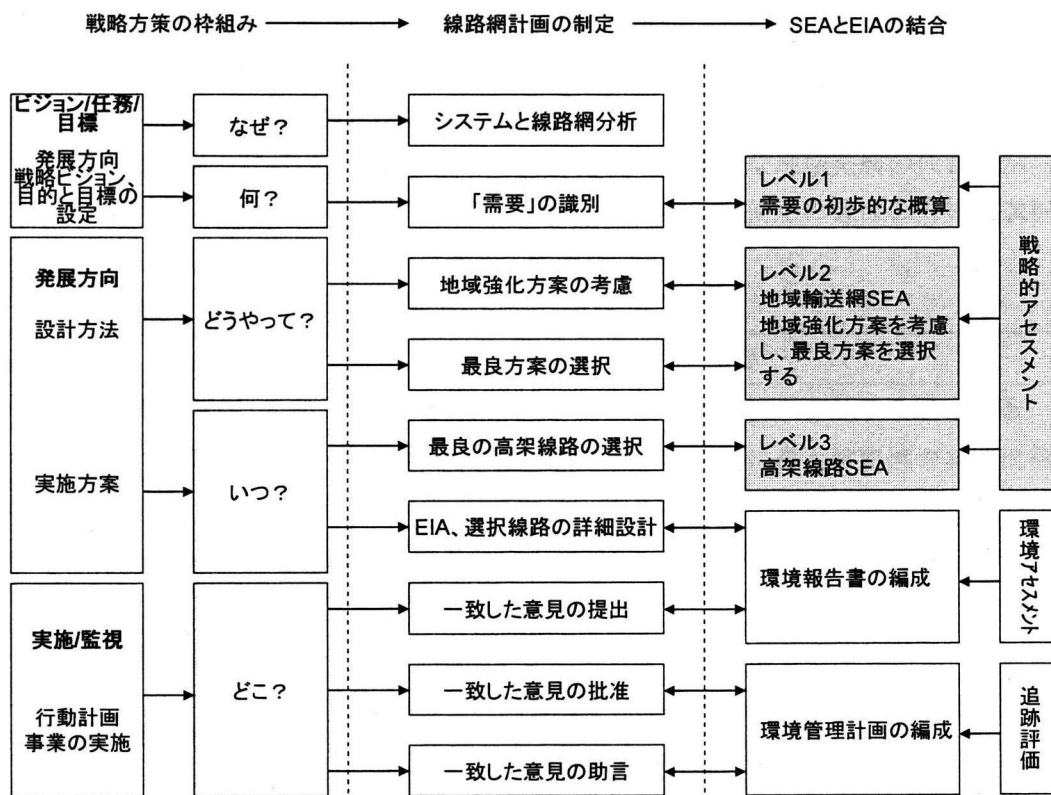 戦略方策の枠組み
線路網計画の制定
SEAとEIAの結合
ビジョン/任務/
目標
発展方向
戦略ビジョン、
目的と目標の
設定
なぜ？
何？
システムと線路網分析
「需要」の識別
レベル1
需要の初歩的な概算
発展方向
設計方法
実施方案
どうやって？
いつ？
地域強化方案の考慮
最良方案の選択
最良の高架線路の選択
EIA、選択線路の詳細設計
レベル2
地域輸送網SEA
地域強化方案を考慮
し、最良方案を選択
する
レベル3
高架線路SEA
戦略的アセスメント
実施/監視
行動計画
事業の実施
どこ？
一致した意見の提出
一致した意見の批准
一致した意見の助言
環境報告書の編成
環境管理計画の編成
環境アセスメント
追跡評価